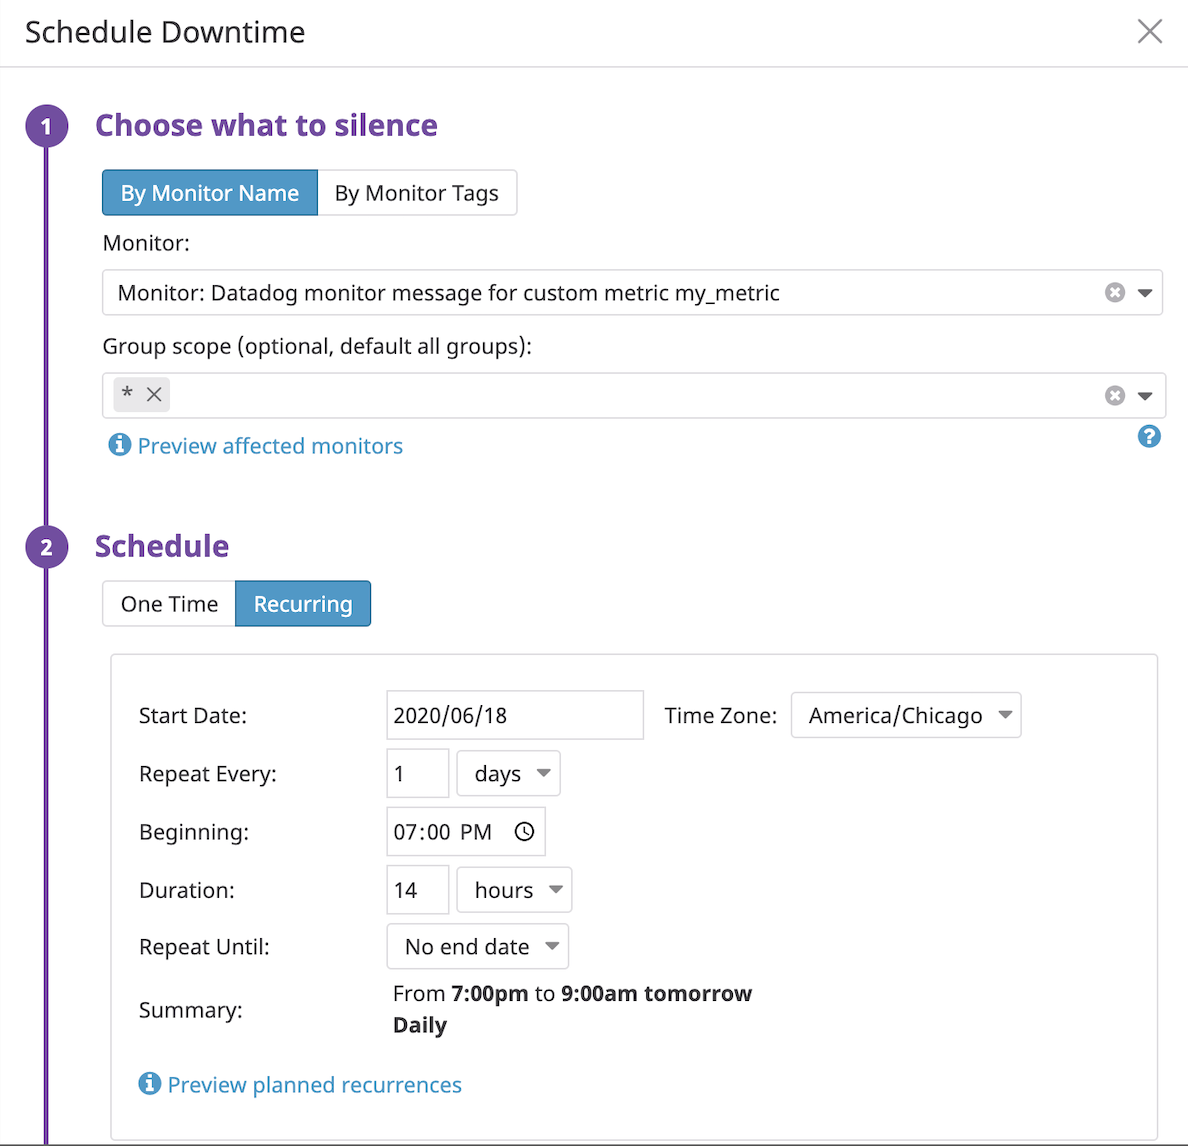 Schedule Downtime
1 Choose what to silence
By Monitor Name By Monitor Tags
Monitor:
Monitor: Datadog monitor message for custom metric my_metric
Group scope (optional, default all groups):
*
Preview affected monitors
2 Schedule
One Time Recurring
Start Date: 2020/06/18 Time Zone: America/Chicago
Repeat Every: 1 days
Beginning: 07:00 PM
Duration: 14 hours
Repeat Until: No end date
Summary: From 7:00pm to 9:00am tomorrow
Daily
Preview planned recurrences